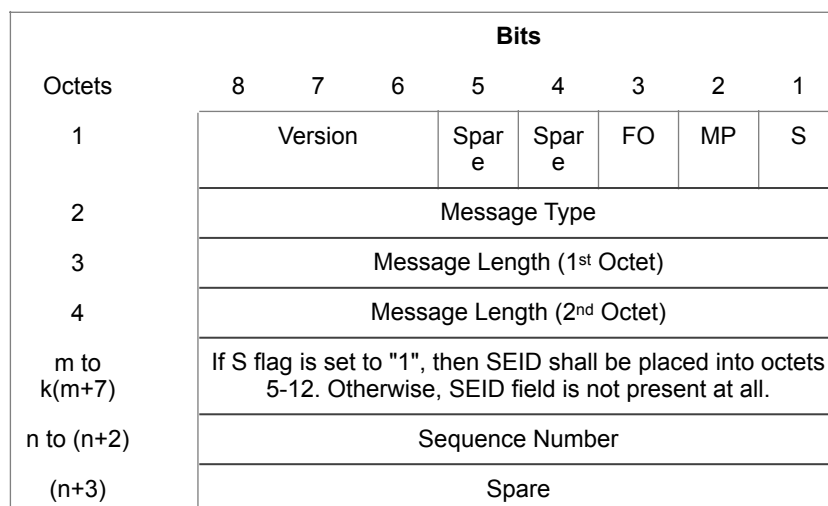 Bits
Octets 8 7 6 5 4 3 2 1
1 Version Spar Spar FO MP S
e e
2 Message Type
3 Message Length (1st Octet)
4 Message Length (2nd Octet)
m to If S flag is set to "1", then SEID shall be placed into octets
k(m+7) 5-12. Otherwise, SEID field is not present at all.
n to (n+2) Sequence Number
(n+3) Spare